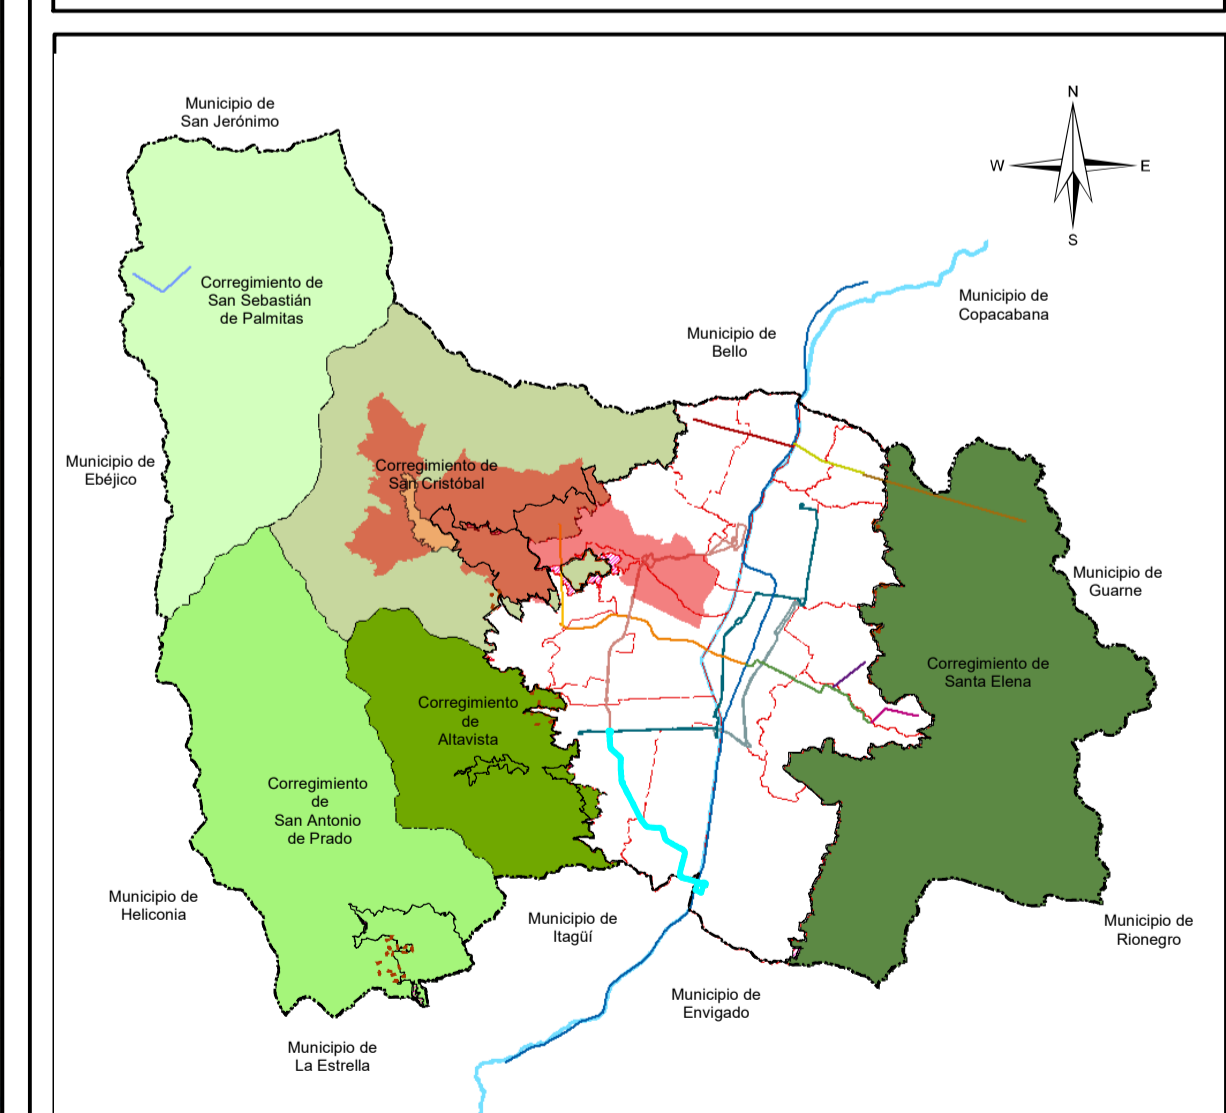 Municipio de
San Jerónimo
N
W
E
S
Corregimiento de
San Sebastián
de Palmitas
Municipio de
Copacabana
Municipio de
Bello
Municipio de
Ebéjico
Corregimiento de
San Cristóbal
Municipio de
Guarne
Corregimiento de
Santa Elena
Corregimiento
de
Altavista
Corregimiento
de
San Antonio
de Prado
Municipio de
Heliconia
Municipio de
Itagüí
Municipio de
Rionegro
Municipio de
Envigado
Municipio de
La Estrella